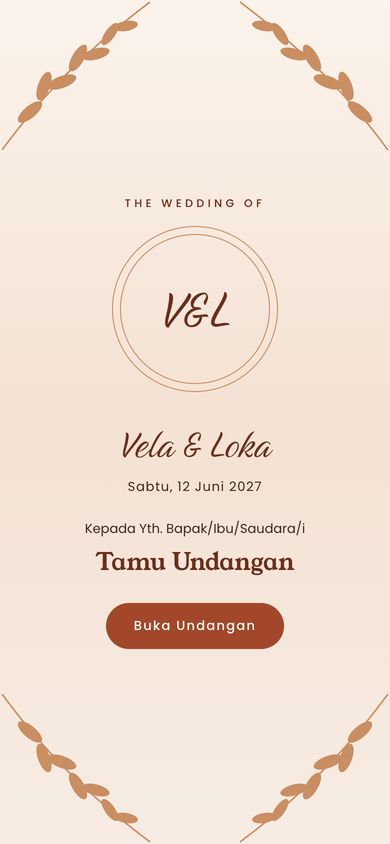 THE WEDDING OF
V&L
Vela & Loka
Sabtu, 12 Juni 2027
Kepada Yth. Bapak/Ibu/Saudara/i
Tamu Undangan
Buka Undangan